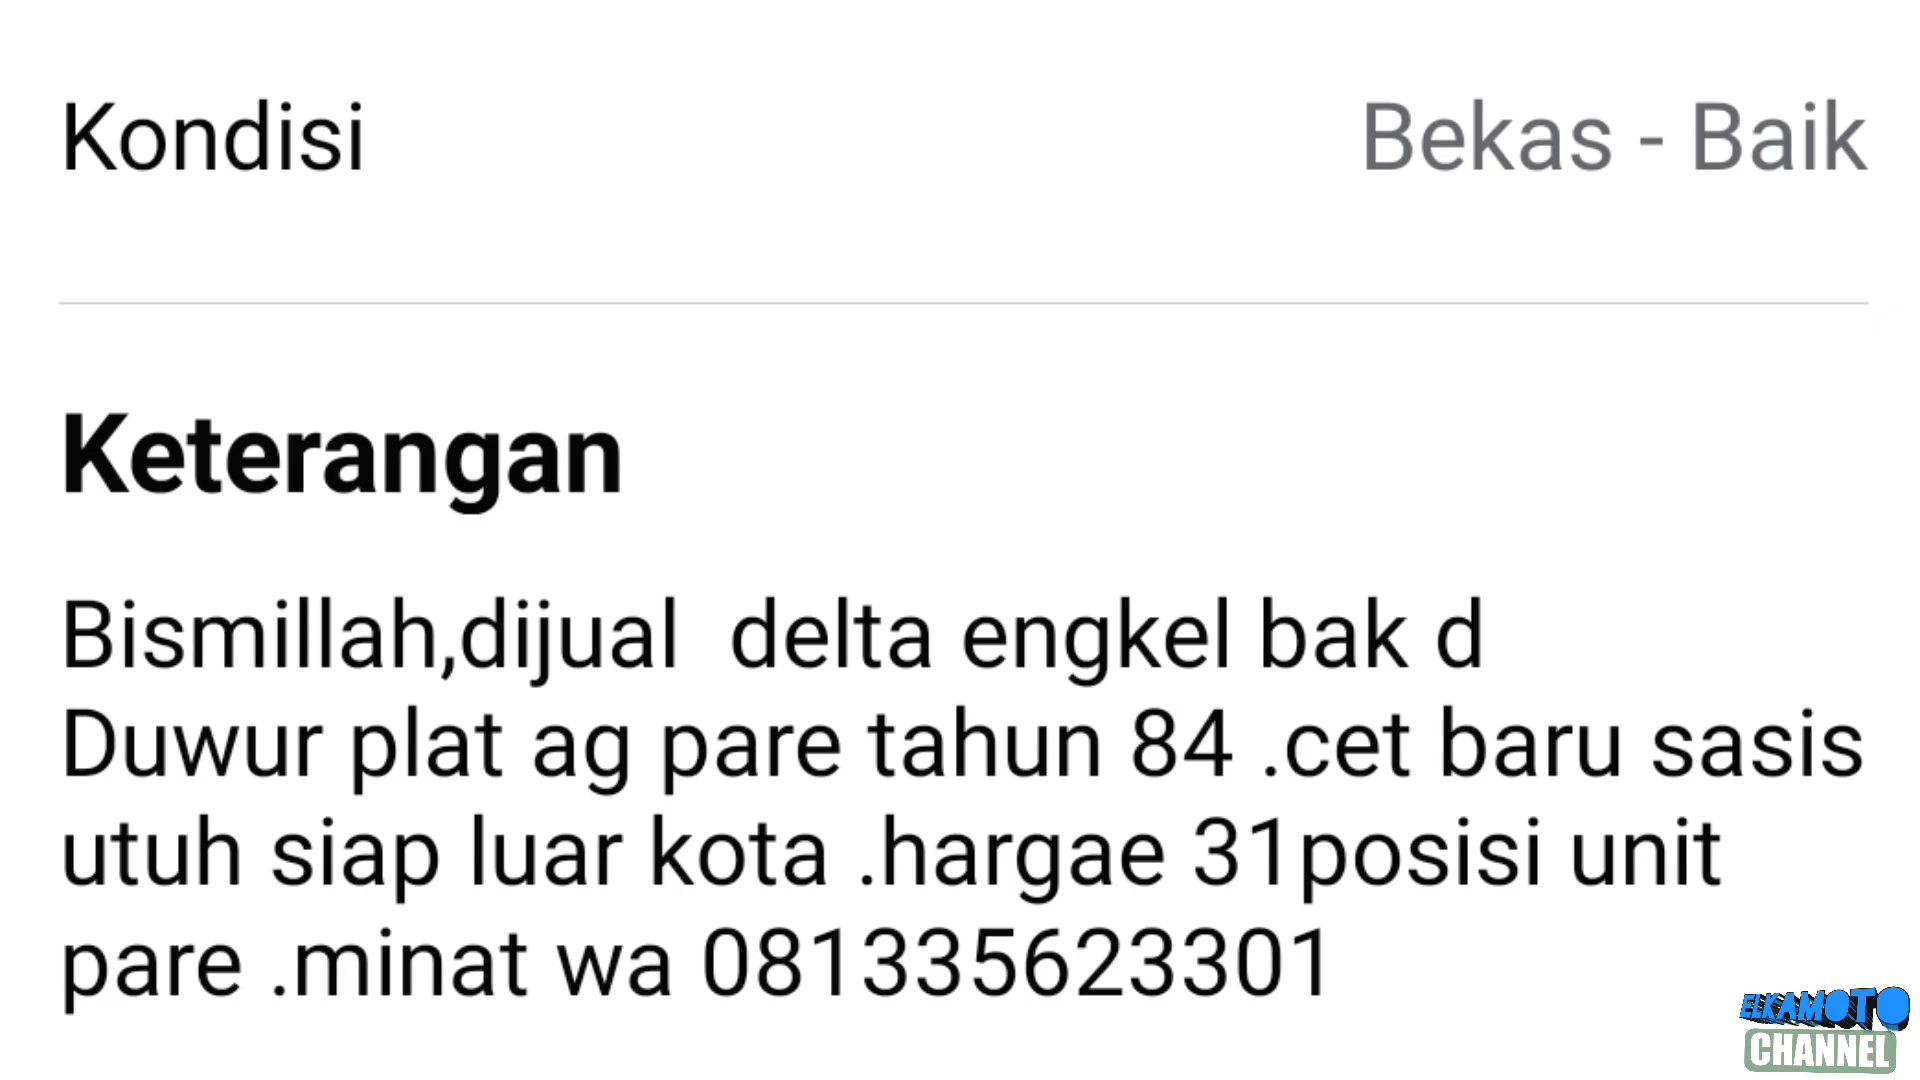 Kondisi Bekas - Baik
Keterangan
Bismillah,dijual  delta engkel bak d
Duwur plat ag pare tahun 84 .cet baru sasis
utuh siap luar kota .hargae 31posisi unit
pare .minat wa 081335623301
ELKAMOTO
CHANNEL